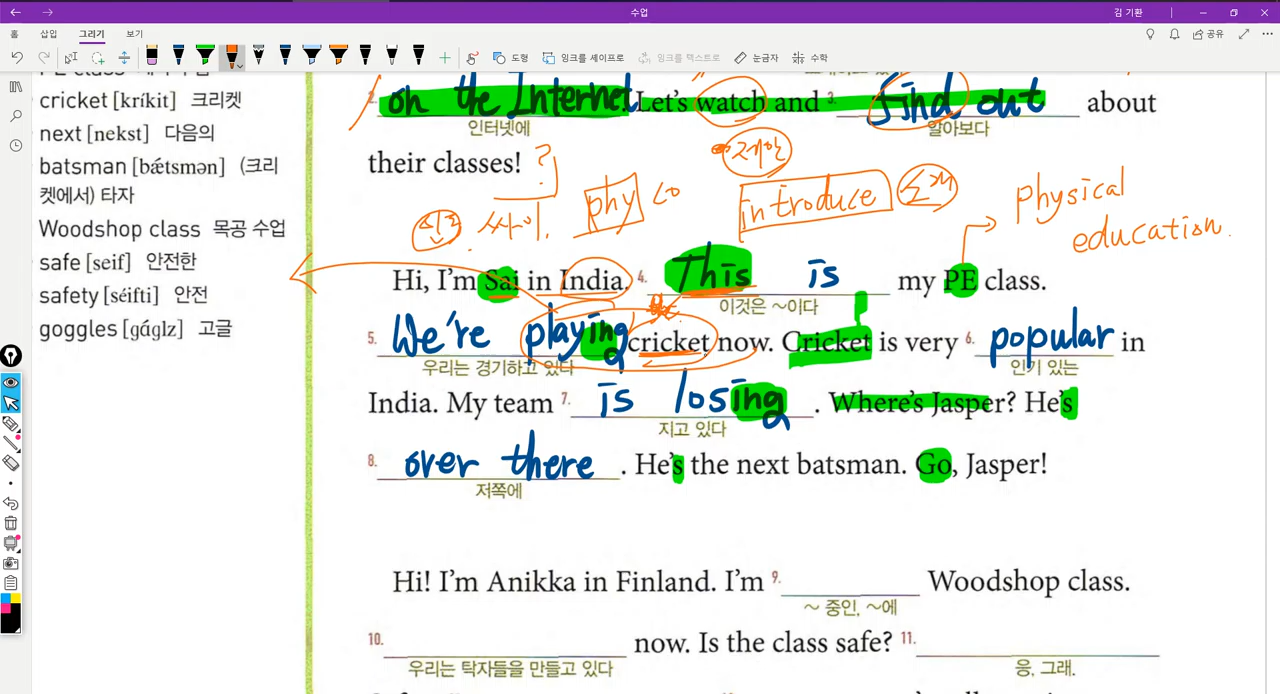 수업
김 기환
홈 삽입 그리기 보기
공유
도형 잉크를 셰이프로 잉크를 텍스트로 눈금자 수학
cricket [kríkit] 크리켓
next [nekst] 다음의
batsman [bǽtsmən] (크리
켓에서) 타자
Woodshop class 목공 수업
safe [seif] 안전한
safety [séifti] 안전
goggles [gáglz] 고글
2. on the Internet. Let's watch and 3. find out about
인터넷에 알아보다
제안
their classes! ?
싸이. phy introduce 소개 physical
education.
Hi, I'm Sai in India. 4. This is my PE class.
이것은 ~이다
5. We're playing cricket now. Cricket is very 6. popular in
우리는 경기하고 있다 인기 있는
India. My team 7. is losing. Where's Jasper? He's
지고 있다
8. over there. He's the next batsman. Go, Jasper!
저쪽에
Hi! I'm Anikka in Finland. I'm 9. Woodshop class.
~ 중인, ~에
10. now. Is the class safe? 11.
우리는 탁자들을 만들고 있다 응, 그래.